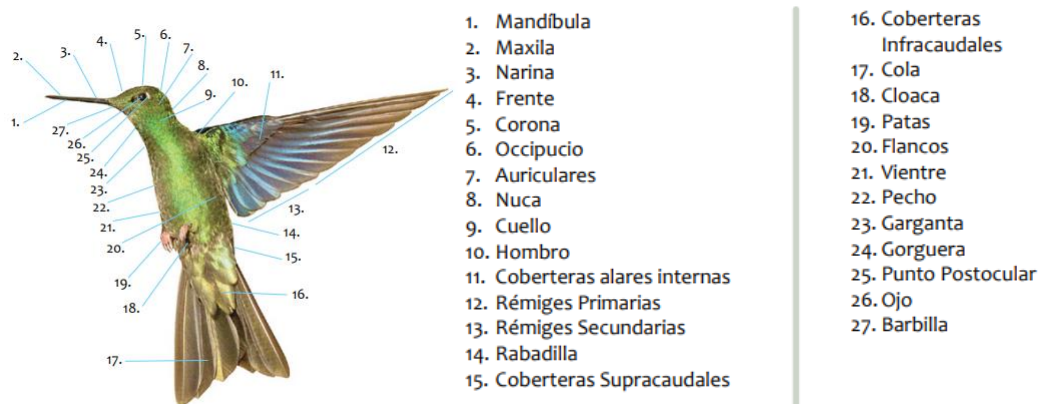 1.
2.
3.
4.
5.
6.
7.
8.
9.
10.
11.
12.
13.
14.
15.
16.
17.
18.
19.
20.
21.
22.
23.
24.
25.
26.
27.
1. Mandíbula
2. Maxila
3. Narina
4. Frente
5. Corona
6. Occipucio
7. Auriculares
8. Nuca
9. Cuello
10. Hombro
11. Coberteras alares internas
12. Rémiges Primarias
13. Rémiges Secundarias
14. Rabadilla
15. Coberteras Supracaudales
16. Coberteras
Infracaudales
17. Cola
18. Cloaca
19. Patas
20. Flancos
21. Vientre
22. Pecho
23. Garganta
24. Gorguera
25. Punto Postocular
26. Ojo
27. Barbilla